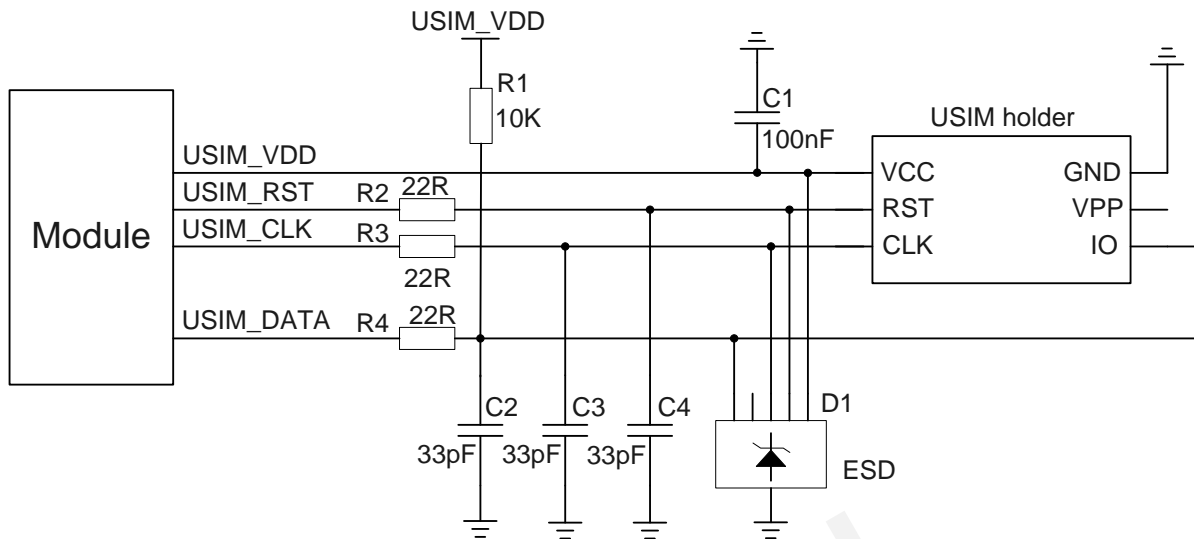 USIM_VDD
R1
10K
C1
100nF
USIM holder
Module
USIM_VDD
USIM_RST
R2
22R
USIM_CLK
R3
22R
USIM_DATA
R4
22R
VCC
GND
RST
VPP
CLK
IO
C2
33pF
C3
33pF
C4
33pF
D1
ESD